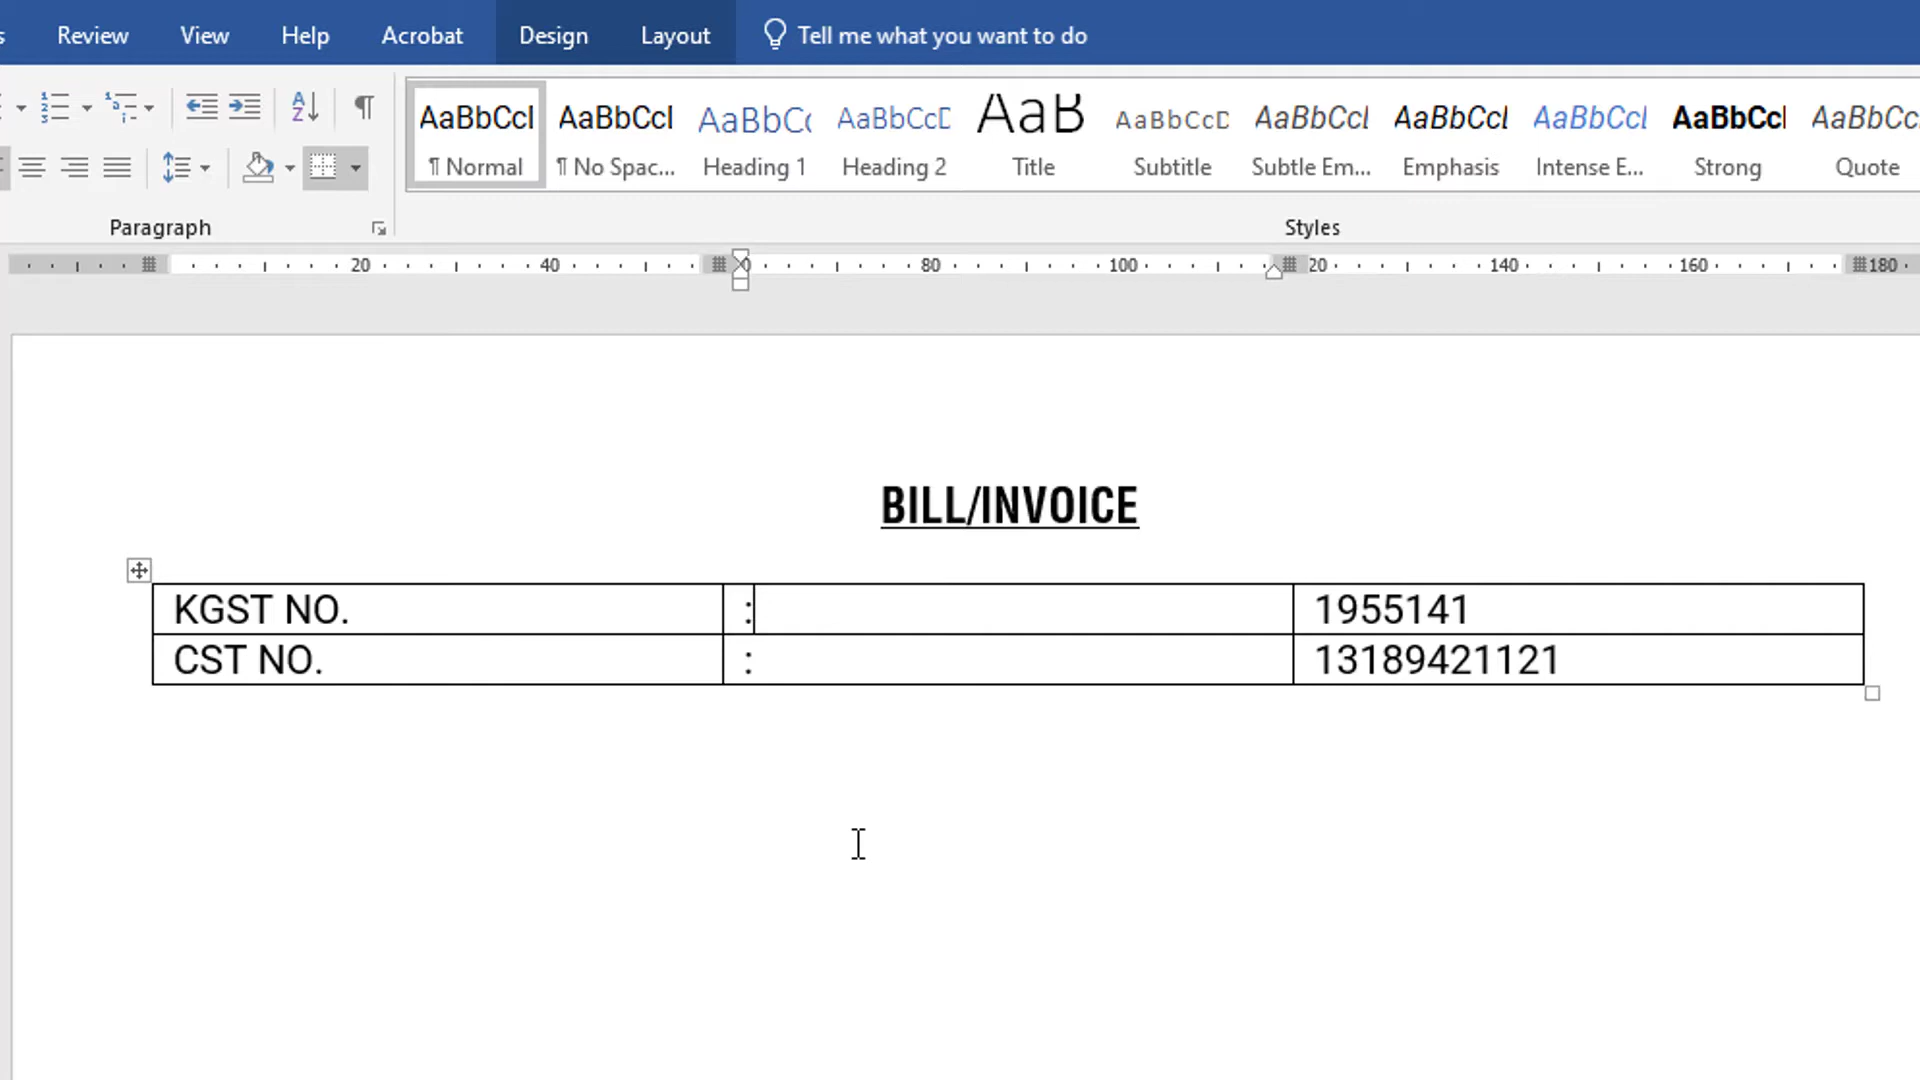 Review View Help Acrobat Design Layout Tell me what you want to do
AaBbCcI AaBbCcI AaBbCc AaBbCcD AaB AaBbCcD AaBbCcI AaBbCcI AaBbCcI AaBbCcI AaBbCc
¶ Normal ¶ No Spac... Heading 1 Heading 2 Title Subtitle Subtle Em... Emphasis Intense E... Strong Quote
Paragraph Styles
20 40 80 100 20 140 160 180
BILL/INVOICE
KGST NO. : 1955141
CST NO. : 13189421121